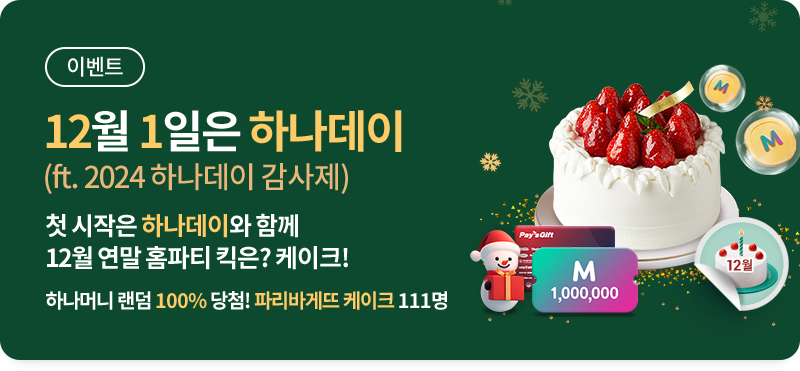 이벤트
12월 1일은 하나데이
(ft. 2024 하나데이 감사제)
첫 시작은 하나데이와 함께
12월 연말 홈파티 킥은? 케이크!
하나머니 랜덤 100% 당첨! 파리바게뜨 케이크 111명
M
M
Pay'sGift
M
1,000,000
12월